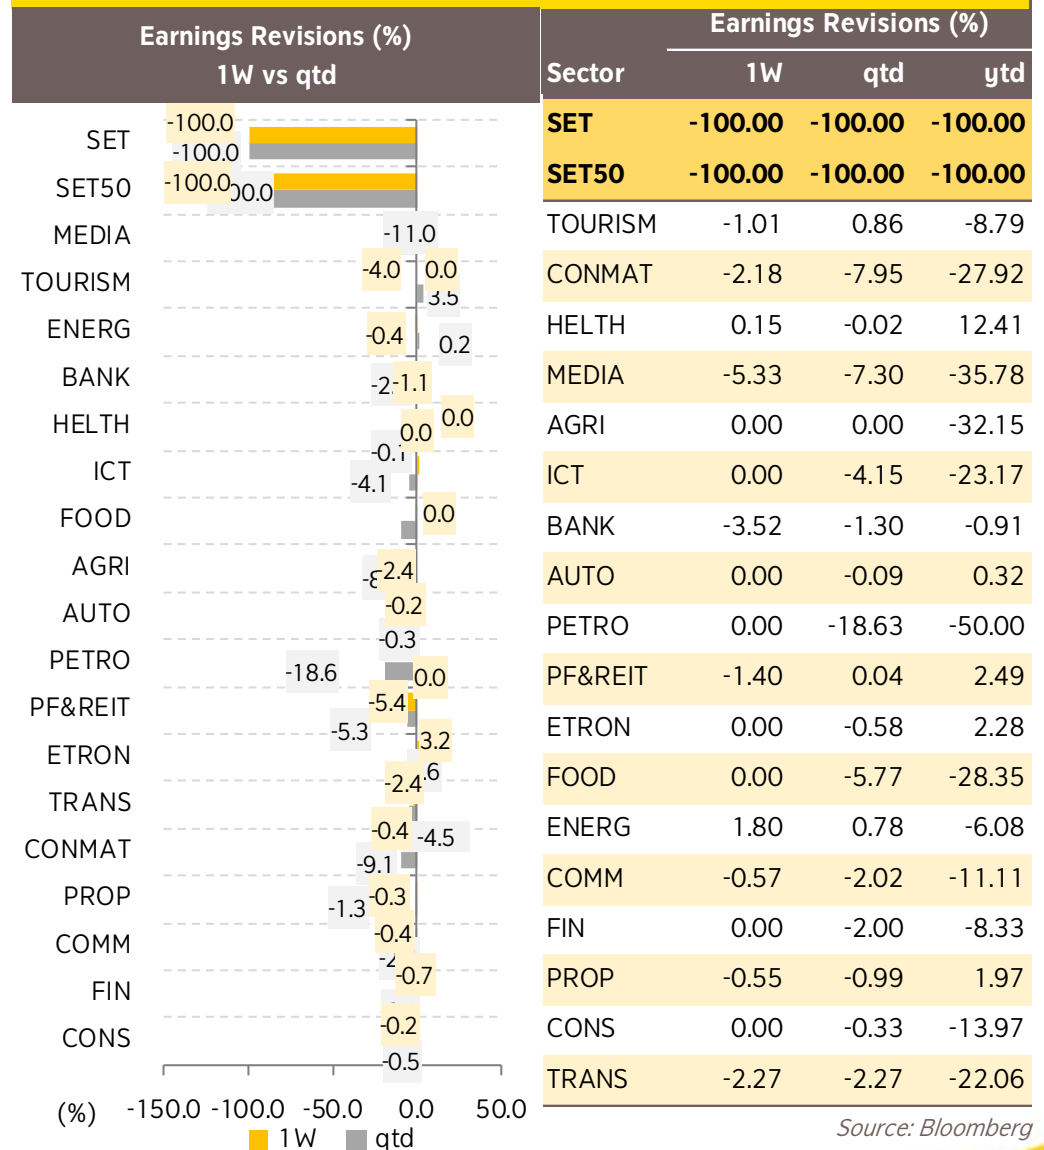 Earnings Revisions (%)
1W vs qtd
SET
-100.0
-100.0
SET50
-100.0
00.0
MEDIA
-11.0
TOURISM
-4.0
0.0
3.5
ENERG
-0.4
0.2
BANK
-2.
-1.1
HELTH
0.0
0.0
-0.1
ICT
-4.1
FOOD
0.0
AGRI
-2.4
-8
AUTO
-0.2
-0.3
PETRO
-18.6
0.0
PF&REIT
-5.4
-5.3
ETRON
3.2
.6
TRANS
-2.4
CONMAT
-0.4
-4.5
-9.1
PROP
-0.3
-1.3
COMM
-0.4
-2
FIN
-0.7
CONS
-0.2
-0.5
(%)
-150.0 -100.0 -50.0 0.0 50.0
1W qtd
Earnings Revisions (%)
Sector 1W qtd ytd
SET -100.00 -100.00 -100.00
SET50 -100.00 -100.00 -100.00
TOURISM -1.01 0.86 -8.79
CONMAT -2.18 -7.95 -27.92
HELTH 0.15 -0.02 12.41
MEDIA -5.33 -7.30 -35.78
AGRI 0.00 0.00 -32.15
ICT 0.00 -4.15 -23.17
BANK -3.52 -1.30 -0.91
AUTO 0.00 -0.09 0.32
PETRO 0.00 -18.63 -50.00
PF&REIT -1.40 0.04 2.49
ETRON 0.00 -0.58 2.28
FOOD 0.00 -5.77 -28.35
ENERG 1.80 0.78 -6.08
COMM -0.57 -2.02 -11.11
FIN 0.00 -2.00 -8.33
PROP -0.55 -0.99 1.97
CONS 0.00 -0.33 -13.97
TRANS -2.27 -2.27 -22.06
Source: Bloomberg